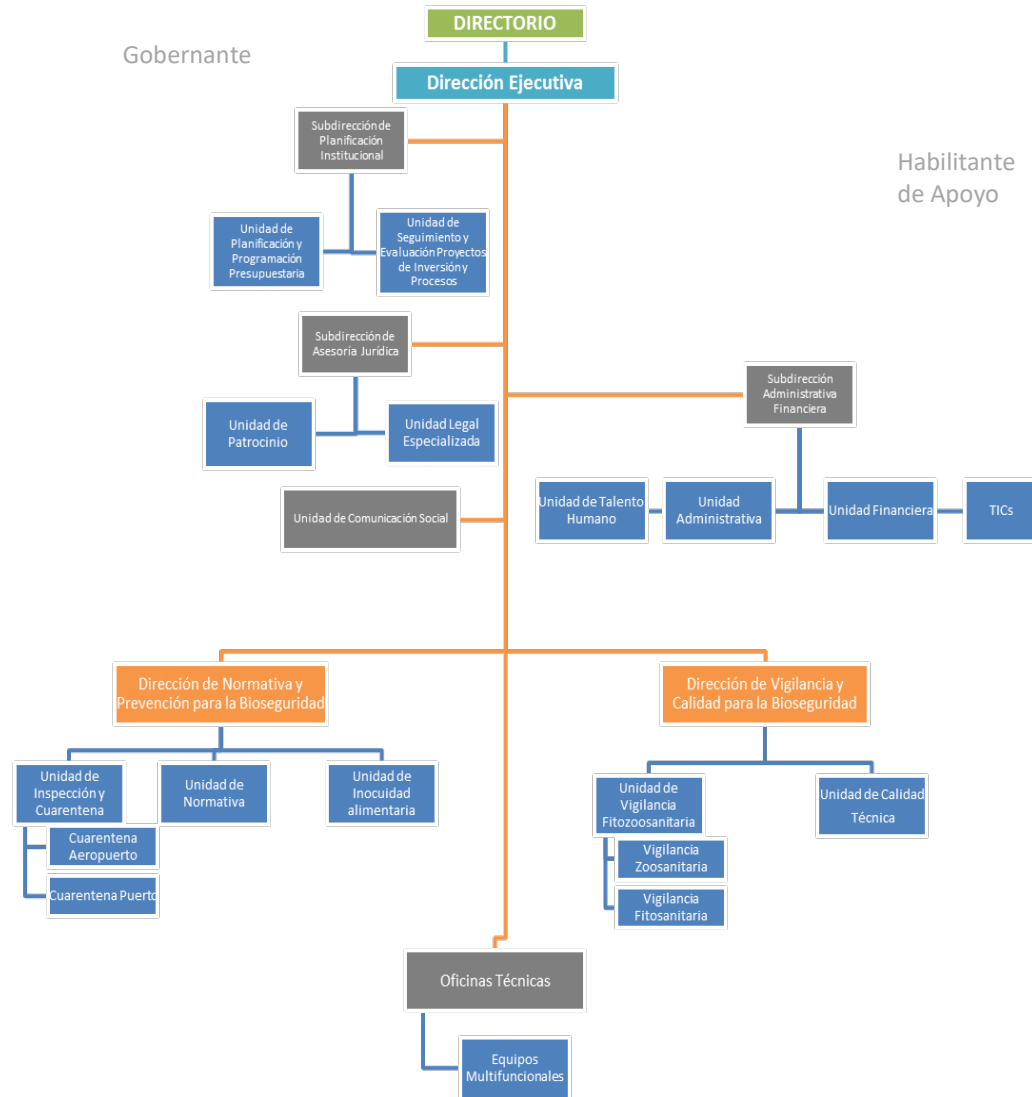 DIRECTORIO
Gobernante
Dirección Ejecutiva
Subdirección de
Planificación
Institucional
Habilitante
de Apoyo
Unidad de
Planificación y
Programación
Presupuestaria
Unidad de
Seguimiento y
Evaluación Proyectos
de Inversión y
Procesos
Subdirección de
Asesoría Jurídica
Subdirección
Administrativa
Financiera
Unidad de
Patrocinio
Unidad Legal
Especializada
Unidad de Comunicación Social
Unidad de Talento
Humano
Unidad
Administrativa
Unidad Financiera
TICs
Dirección de Normativa y
Prevención para la Bioseguridad
Dirección de Vigilancia y
Calidad para la Bioseguridad
Unidad de
Inspección y
Cuarentena
Unidad de
Normativa
Unidad de
Inocuidad
alimentaria
Cuarentena
Aeropuerto
Cuarentena Puerto
Unidad de
Vigilancia
Fitozoosanitaria
Unidad de Calidad
Técnica
Vigilancia
Zoosanitaria
Vigilancia
Fitosanitaria
Oficinas Técnicas
Equipos
Multifuncionales